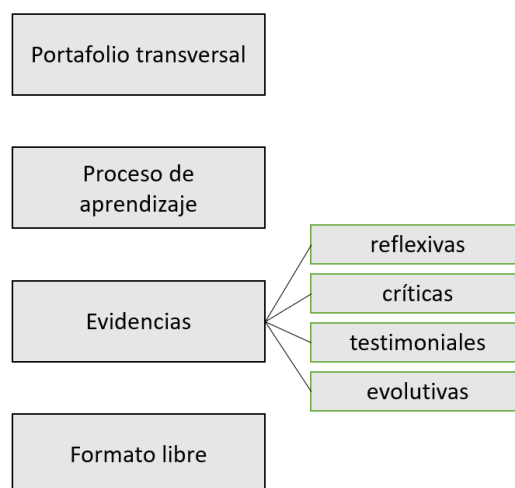 Portafolio transversal
Proceso de
aprendizaje
Evidencias
reflexivas
críticas
testimoniales
evolutivas
Formato libre